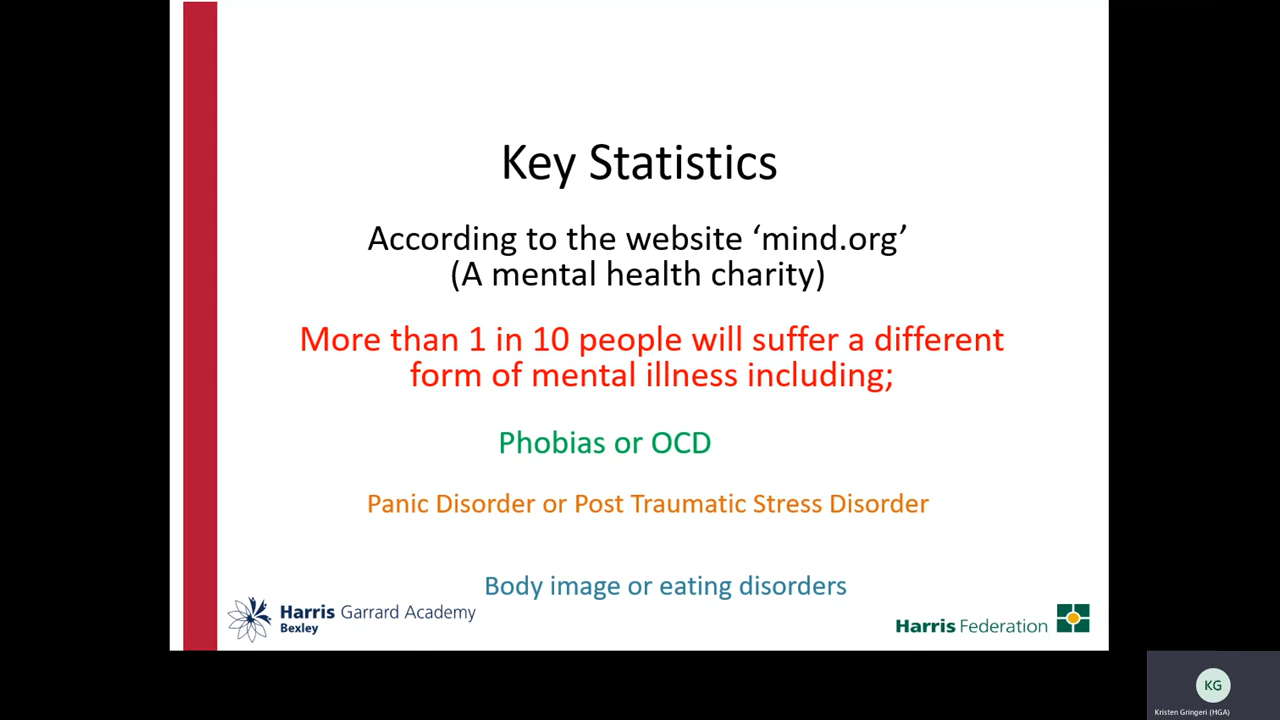 Key Statistics
According to the website ‘mind.org’
(A mental health charity)
More than 1 in 10 people will suffer a different
form of mental illness including;
Phobias or OCD
Panic Disorder or Post Traumatic Stress Disorder
Body image or eating disorders
Harris Garrard Academy
Bexley
Harris Federation
KG
Kristen Gringeri (HGA)